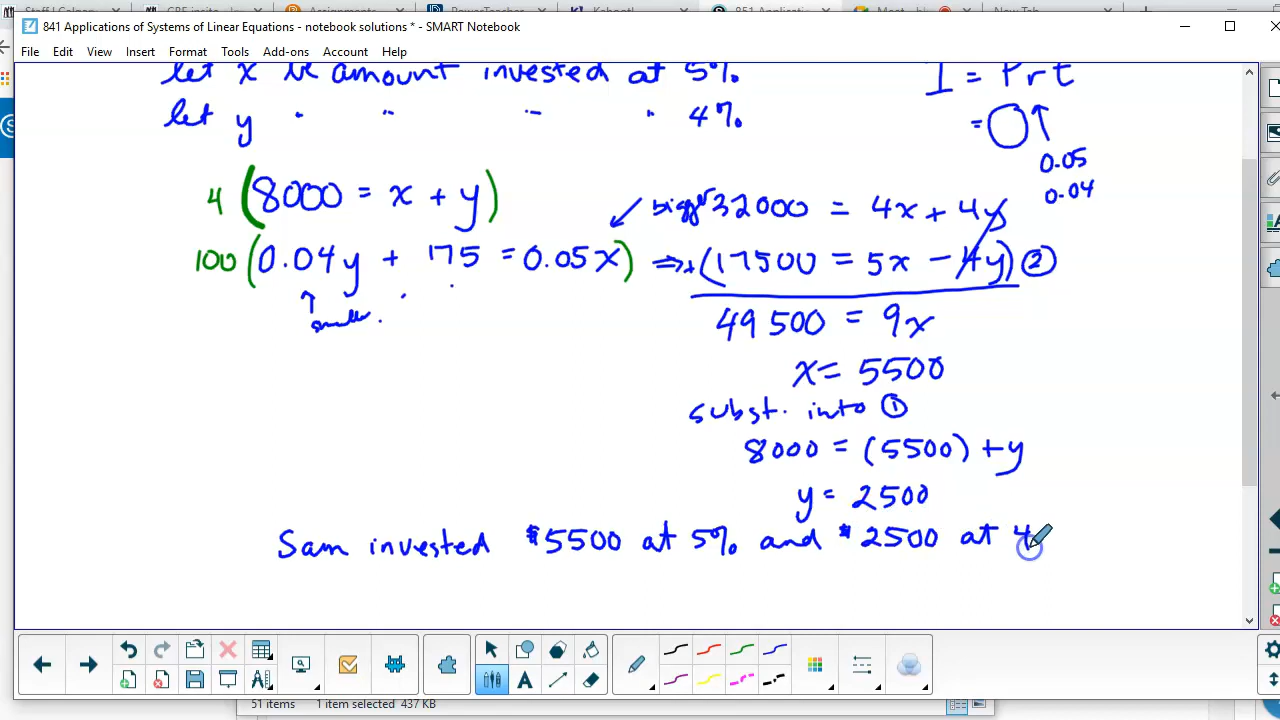 841 Applications of Systems of Linear Equations - notebook solutions * - SMART Notebook
File Edit View Insert Format Tools Add-ons Account Help
let x be amount invested at 5%
let y " " " " 4%
I = Prt
=
0.05
0.04
4 (8000 = x + y)
100 (0.04y + 175 = 0.05x)
smaller
bigger
32000 = 4x + 4y
⇒ + (17500 = 5x - 4y) ②
49 500 = 9x
x = 5500
subst. into ①
8000 = (5500) + y
y = 2500
Sam invested $5500 at 5% and $2500 at 4
51 items 1 item selected 437 KB